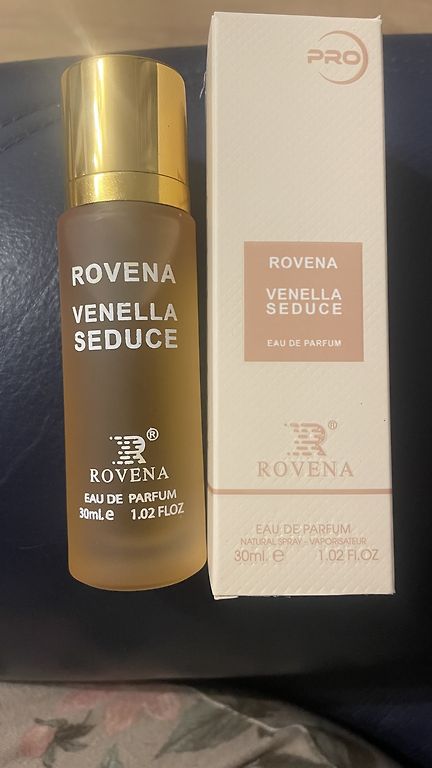 ROVENA
VENELLA
SEDUCE
R®
ROVENA
EAU DE PARFUM
30ml.e 1.02 FLOZ
PRO
ROVENA
VENELLA
SEDUCE
EAU DE PARFUM
R®
ROVENA
EAU DE PARFUM
NATURAL SPRAY - VAPORISATEUR
30ml. e 1.02 Fl.OZ